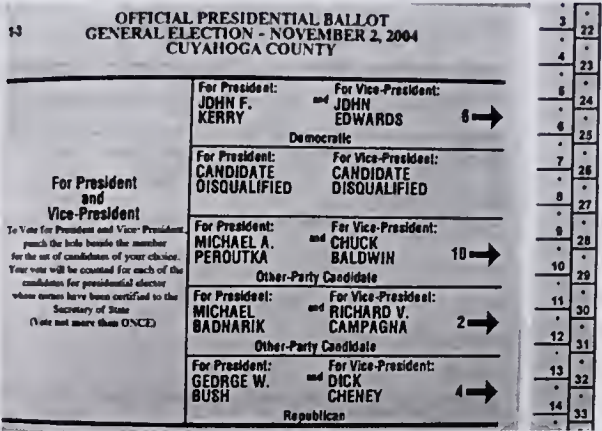 1-3
OFFICIAL PRESIDENTIAL BALLOT
GENERAL ELECTION - NOVEMBER 2, 2004
CUYAHOGA COUNTY
For President
and
Vice-President
To Vote for President and Vice-President,
punch the hole beside the number
for the set of candidates of your choice.
Your vote will be counted for each of the
candidates for presidential elector
whose names have been certified to the
Secretary of State
(Vote not more than ONCE)
For President: For Vice-President:
JOHN F. and JOHN
KERRY EDWARDS 6
Democratic
For President: For Vice-President:
CANDIDATE CANDIDATE
DISQUALIFIED DISQUALIFIED
For President: For Vice-President:
MICHAEL A. and CHUCK
PEROUTKA BALDWIN 10
Other-Party Candidate
For President: For Vice-President:
MICHAEL and RICHARD V.
BADNARIK CAMPAGNA 2
Other-Party Candidate
For President: For Vice-President:
GEORGE W. and DICK
BUSH CHENEY 4
Republican
3
4
5
6
7
8
9
10
11
12
13
14
22
23
24
25
26
27
28
29
30
31
32
33